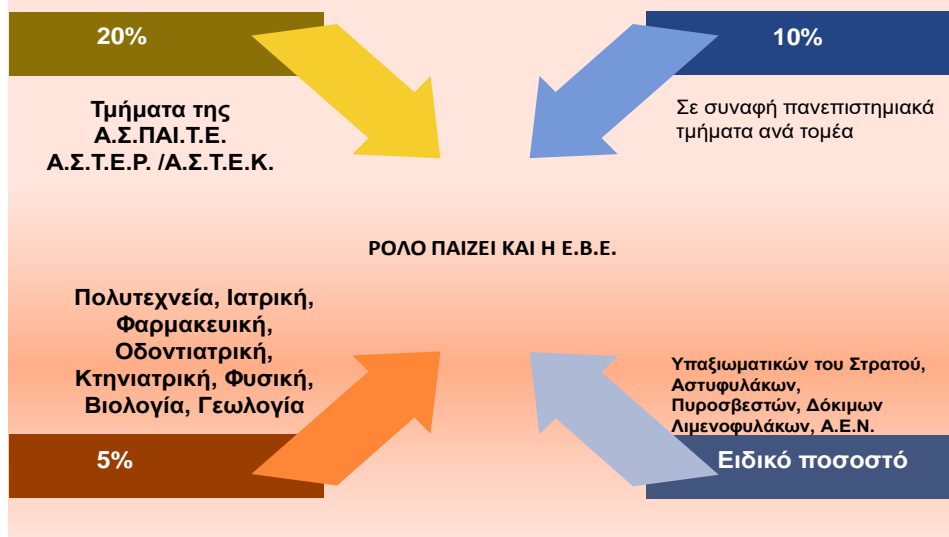 20%
Τμήματα της
Α.Σ.ΠΑΙ.Τ.Ε.
Α.Σ.Τ.Ε.Ρ. /Α.Σ.Τ.Ε.Κ.
10%
Σε συναφή πανεπιστημιακά
τμήματα ανά τομέα
ΡΟΛΟ ΠΑΙΖΕΙ ΚΑΙ Η Ε.Β.Ε.
Πολυτεχνεία, Ιατρική,
Φαρμακευική,
Οδοντιατρική,
Κτηνιατρική, Φυσική,
Βιολογία, Γεωλογία
5%
Υπαξιωματικών του Στρατού,
Αστυφυλάκων,
Πυροσβεστών, Δόκιμων
Λιμενοφυλάκων, Α.Ε.Ν.
Ειδικό ποσοστό